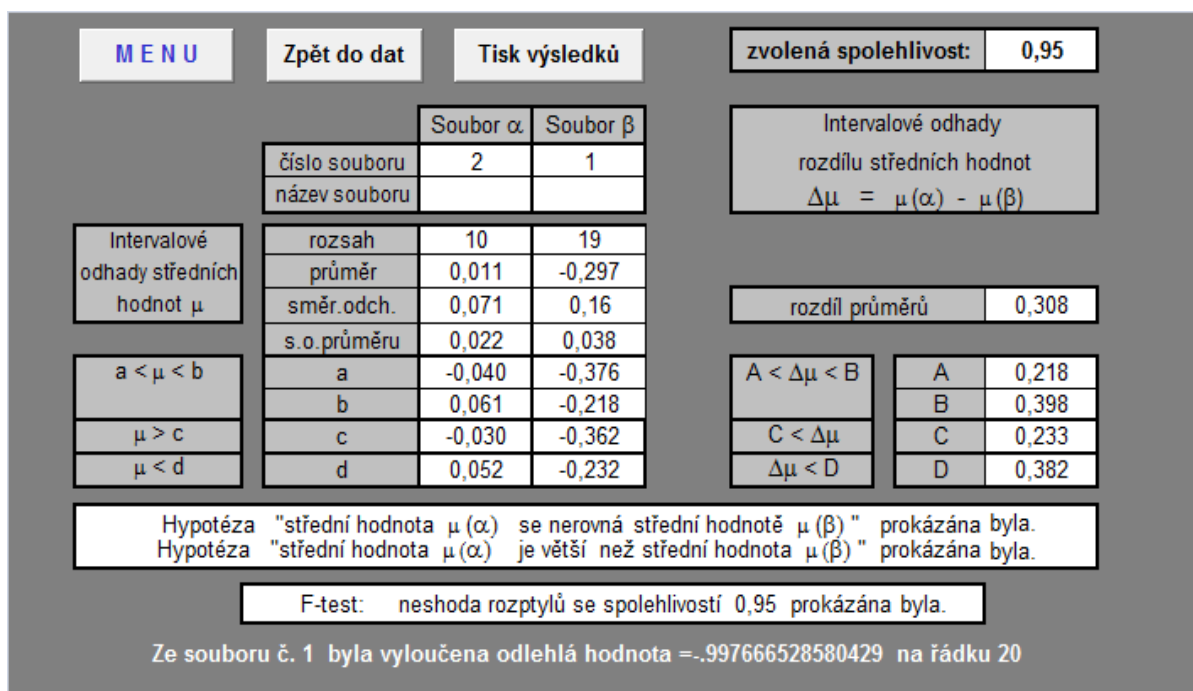 M E N U
Zpět do dat
Tisk výsledků
zvolená spolehlivost: 0,95
Soubor α Soubor β
číslo souboru 2 1
název souboru
Intervalové odhady
rozdílu středních hodnot
Δμ = μ(α) - μ(β)
Intervalové
odhady středních
hodnot μ
rozsah 10 19
průměr 0,011 -0,297
směr.odch. 0,071 0,16
s.o.průměru 0,022 0,038
rozdíl průměrů 0,308
a < μ < b a -0,040 -0,376
b 0,061 -0,218
μ > c c -0,030 -0,362
μ < d d 0,052 -0,232
A < Δμ < B A 0,218
B 0,398
C < Δμ C 0,233
Δμ < D D 0,382
Hypotéza "střední hodnota μ(α) se nerovná střední hodnotě μ(β) " prokázána byla.
Hypotéza "střední hodnota μ(α) je větší než střední hodnota μ(β) " prokázána byla.
F-test: neshoda rozptylů se spolehlivostí 0,95 prokázána byla.
Ze souboru č. 1 byla vyloučena odlehlá hodnota =-.997666528580429 na řádku 20